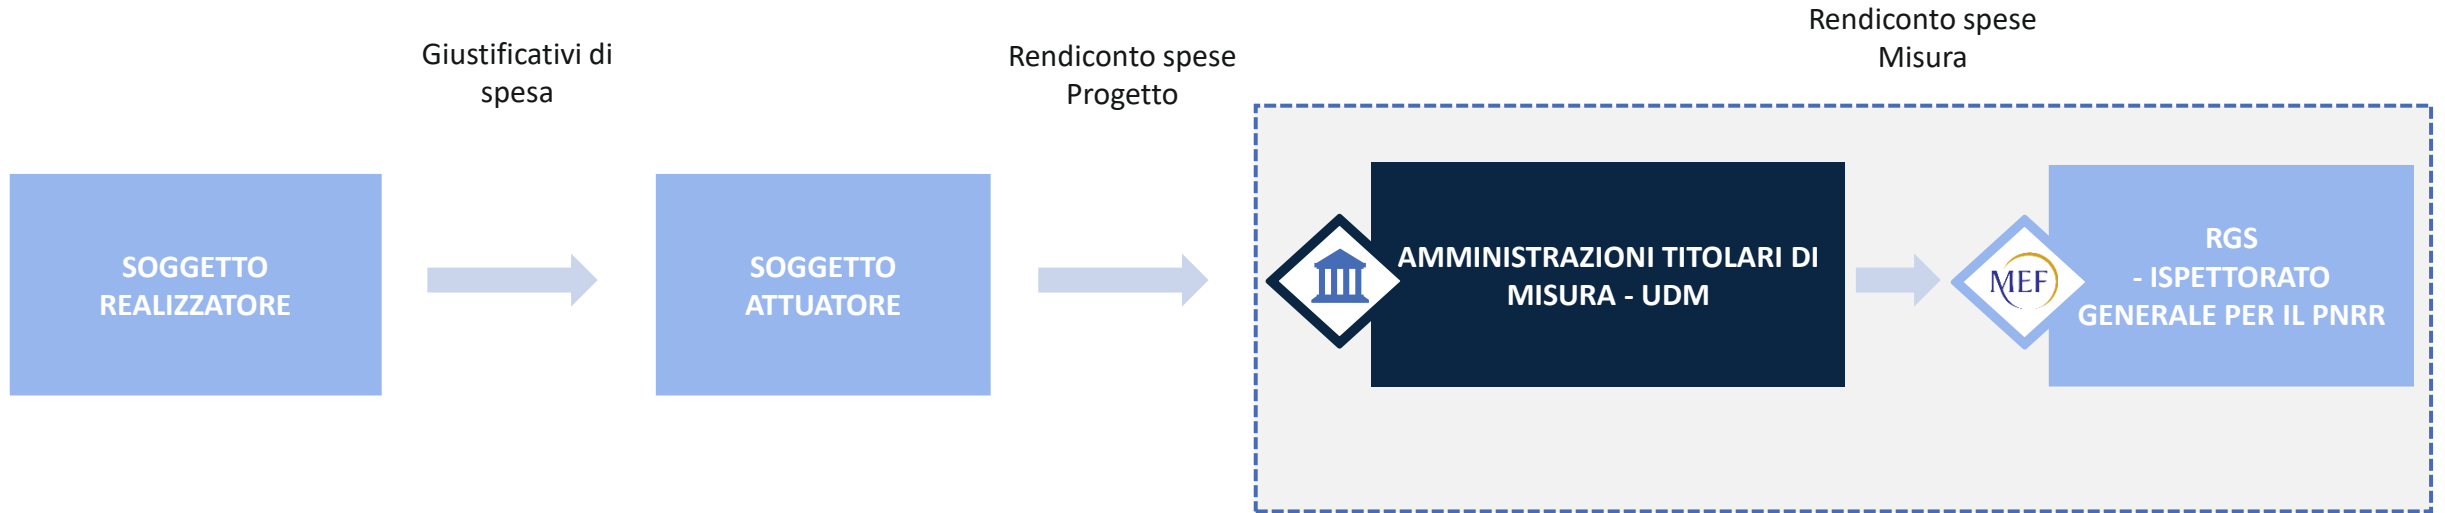 Giustificativi di
spesa
Rendiconto spese
Progetto
Rendiconto spese
Misura
SOGGETTO
REALIZZATORE
SOGGETTO
ATTUATORE
AMMINISTRAZIONI TITOLARI DI
MISURA - UDM
MEF
RGS
- ISPETTORATO
GENERALE PER IL PNRR